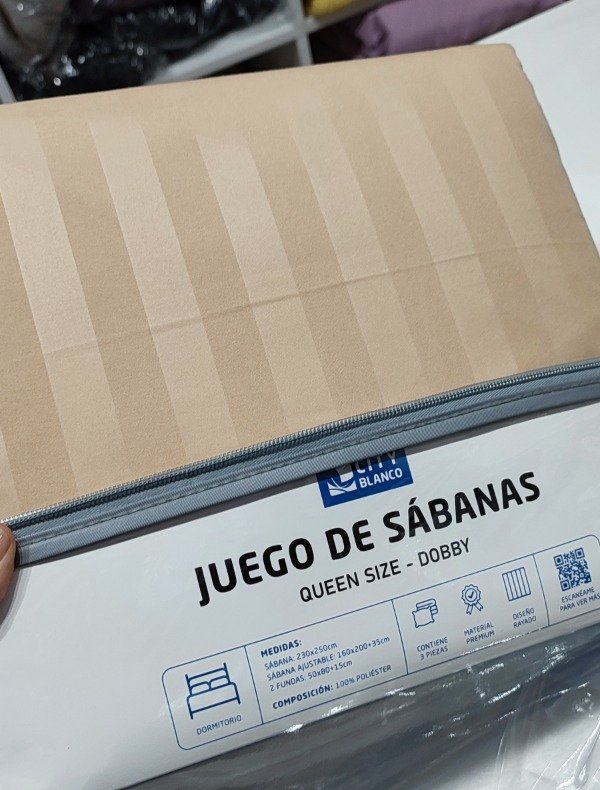 BLANCO
JUEGO DE SÁBANAS
QUEEN SIZE - DOBBY
DORMITORIO
MEDIDAS:
SÁBANA: 230x250cm
SÁBANA AJUSTABLE: 160x200+35cm
2 FUNDAS: 50x80+15cm
COMPOSICIÓN: 100% POLIÉSTER
CONTIENE
3 PIEZAS
MATERIAL
PREMIUM
DISEÑO
RAYADO
ESCANÉAME
PARA VER MÁS